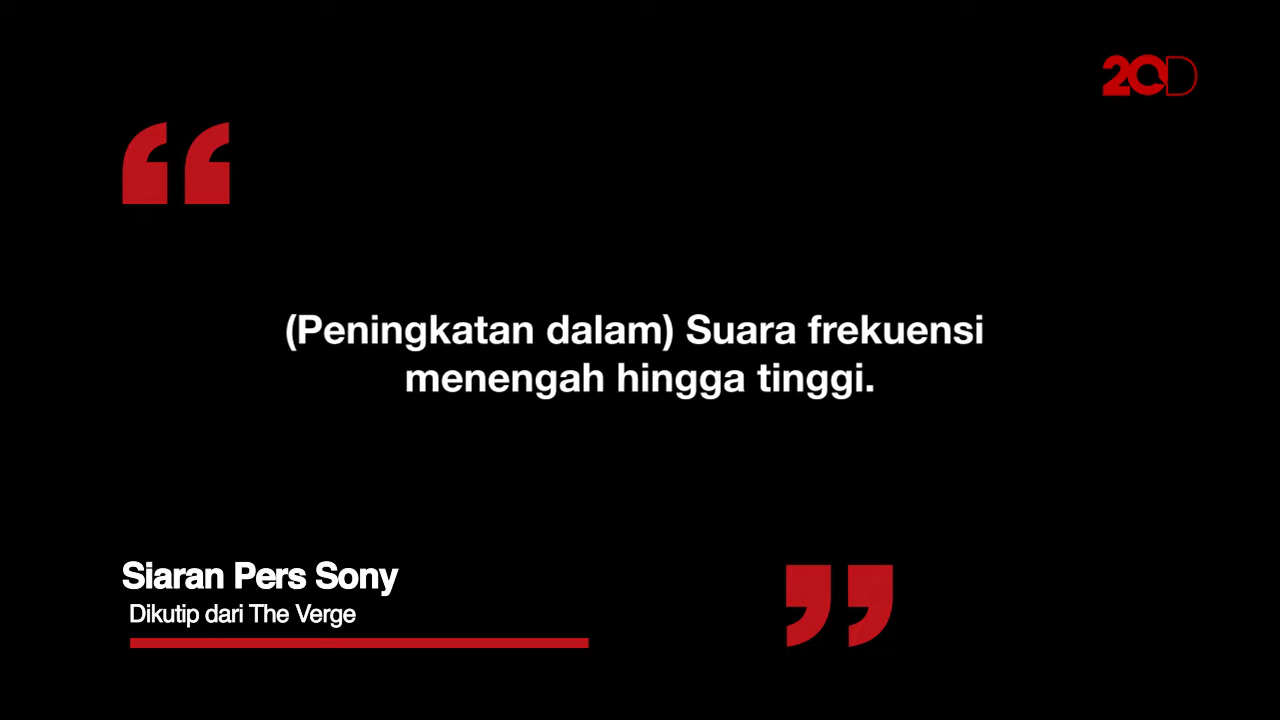 20D
(Peningkatan dalam) Suara frekuensi
menengah hingga tinggi.
Siaran Pers Sony
Dikutip dari The Verge